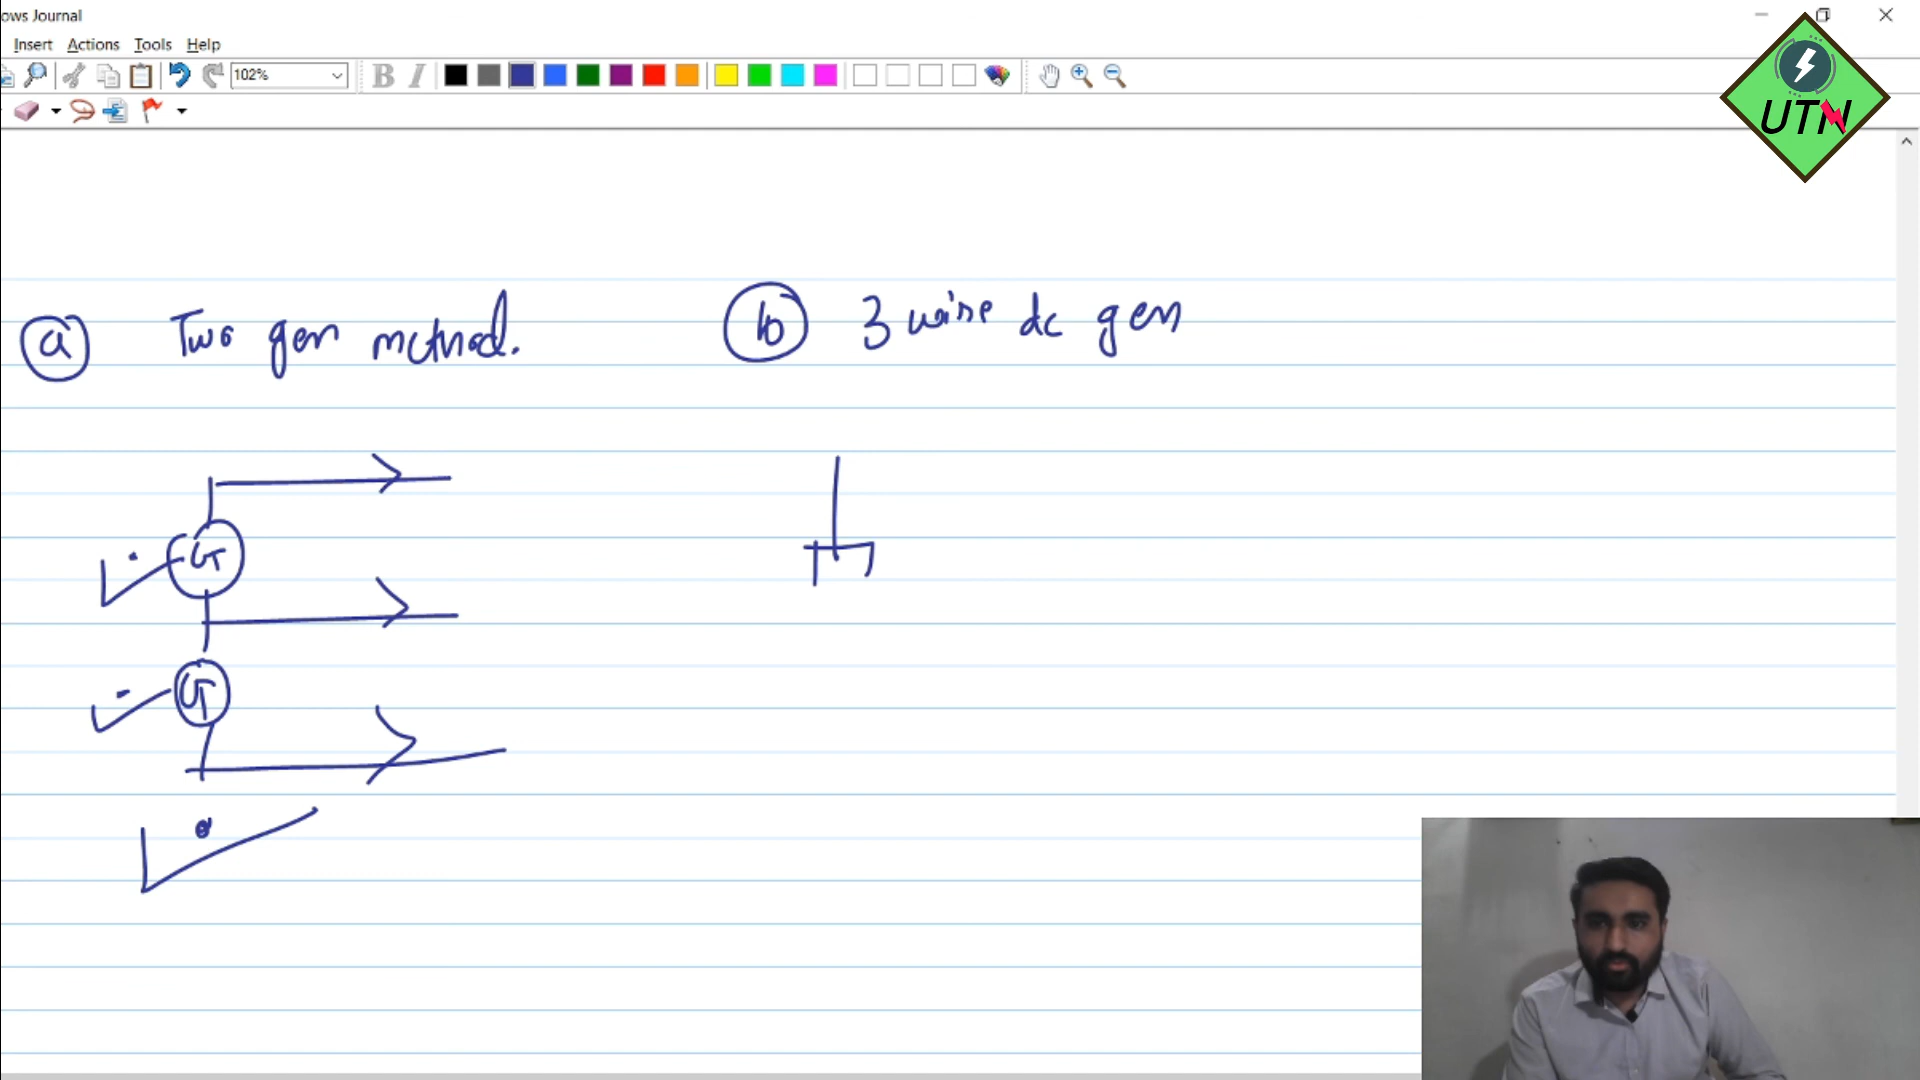 ows Journal
Insert Actions Tools Help
102%
B I
UTN
a Two gen method.
b 3 wire dc gen
G
G